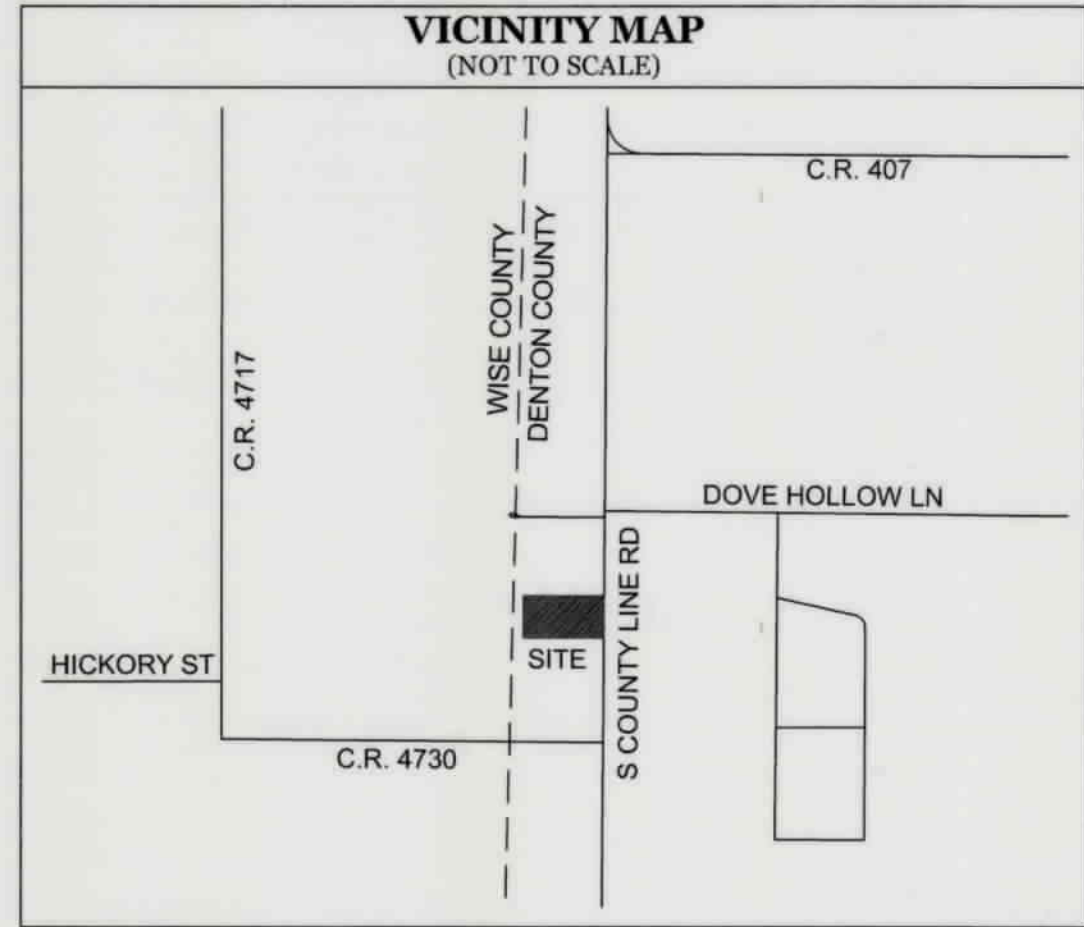 VICINITY MAP
(NOT TO SCALE)
C.R. 407
WISE COUNTY
DENTON COUNTY
C.R. 4717
DOVE HOLLOW LN
S COUNTY LINE RD
HICKORY ST
SITE
C.R. 4730